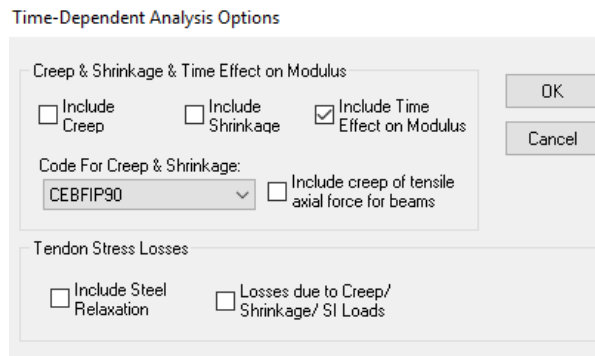 Time-Dependent Analysis Options
Creep & Shrinkage & Time Effect on Modulus
Include
Creep
Include
Shrinkage
Include Time
Effect on Modulus
OK
Cancel
Code For Creep & Shrinkage:
CEBFIP90
Include creep of tensile
axial force for beams
Tendon Stress Losses
Include Steel
Relaxation
Losses due to Creep/
Shrinkage/ SI Loads